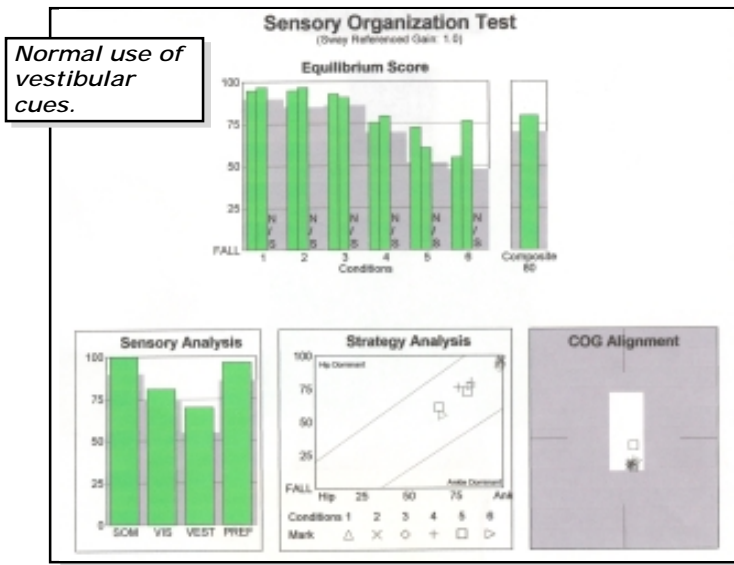 Sensory Organization Test
(Sway Referenced Gain: 1.0)
Normal use of
vestibular
cues.
Equilibrium Score
100
75
50
25
FALL
N/S N/S N/S N/S N/S N/S
1 2 3 4 5 6
Conditions
Composite
80
Sensory Analysis
100
75
50
25
0
SOM VIS VEST PREF
Strategy Analysis
100
Hip Dominant
75
50
25
Ankle Dominant
FALL
Hip 25 50 75 Ank
Conditions 1 2 3 4 5 6
Mark
COG Alignment